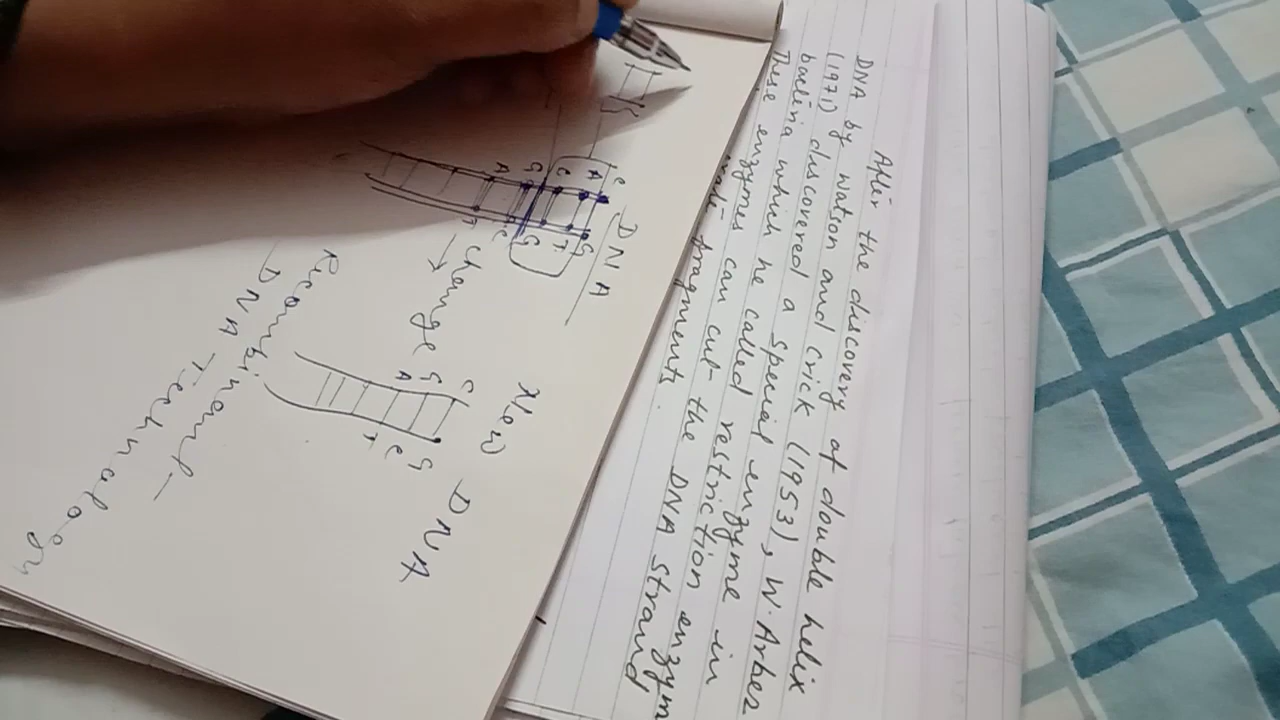 After the discovery of double helix
DNA by watson and crick (1953), W. Arber
(1971) discovered a special enzyme in
bacteria which he called restriction enzym
These enzymes can cut the DNA strand
fragments.
DNA
C G
A T
C G
G C
A T
change →
New DNA
C G
G C
A T
Recombinant
DNA Technology